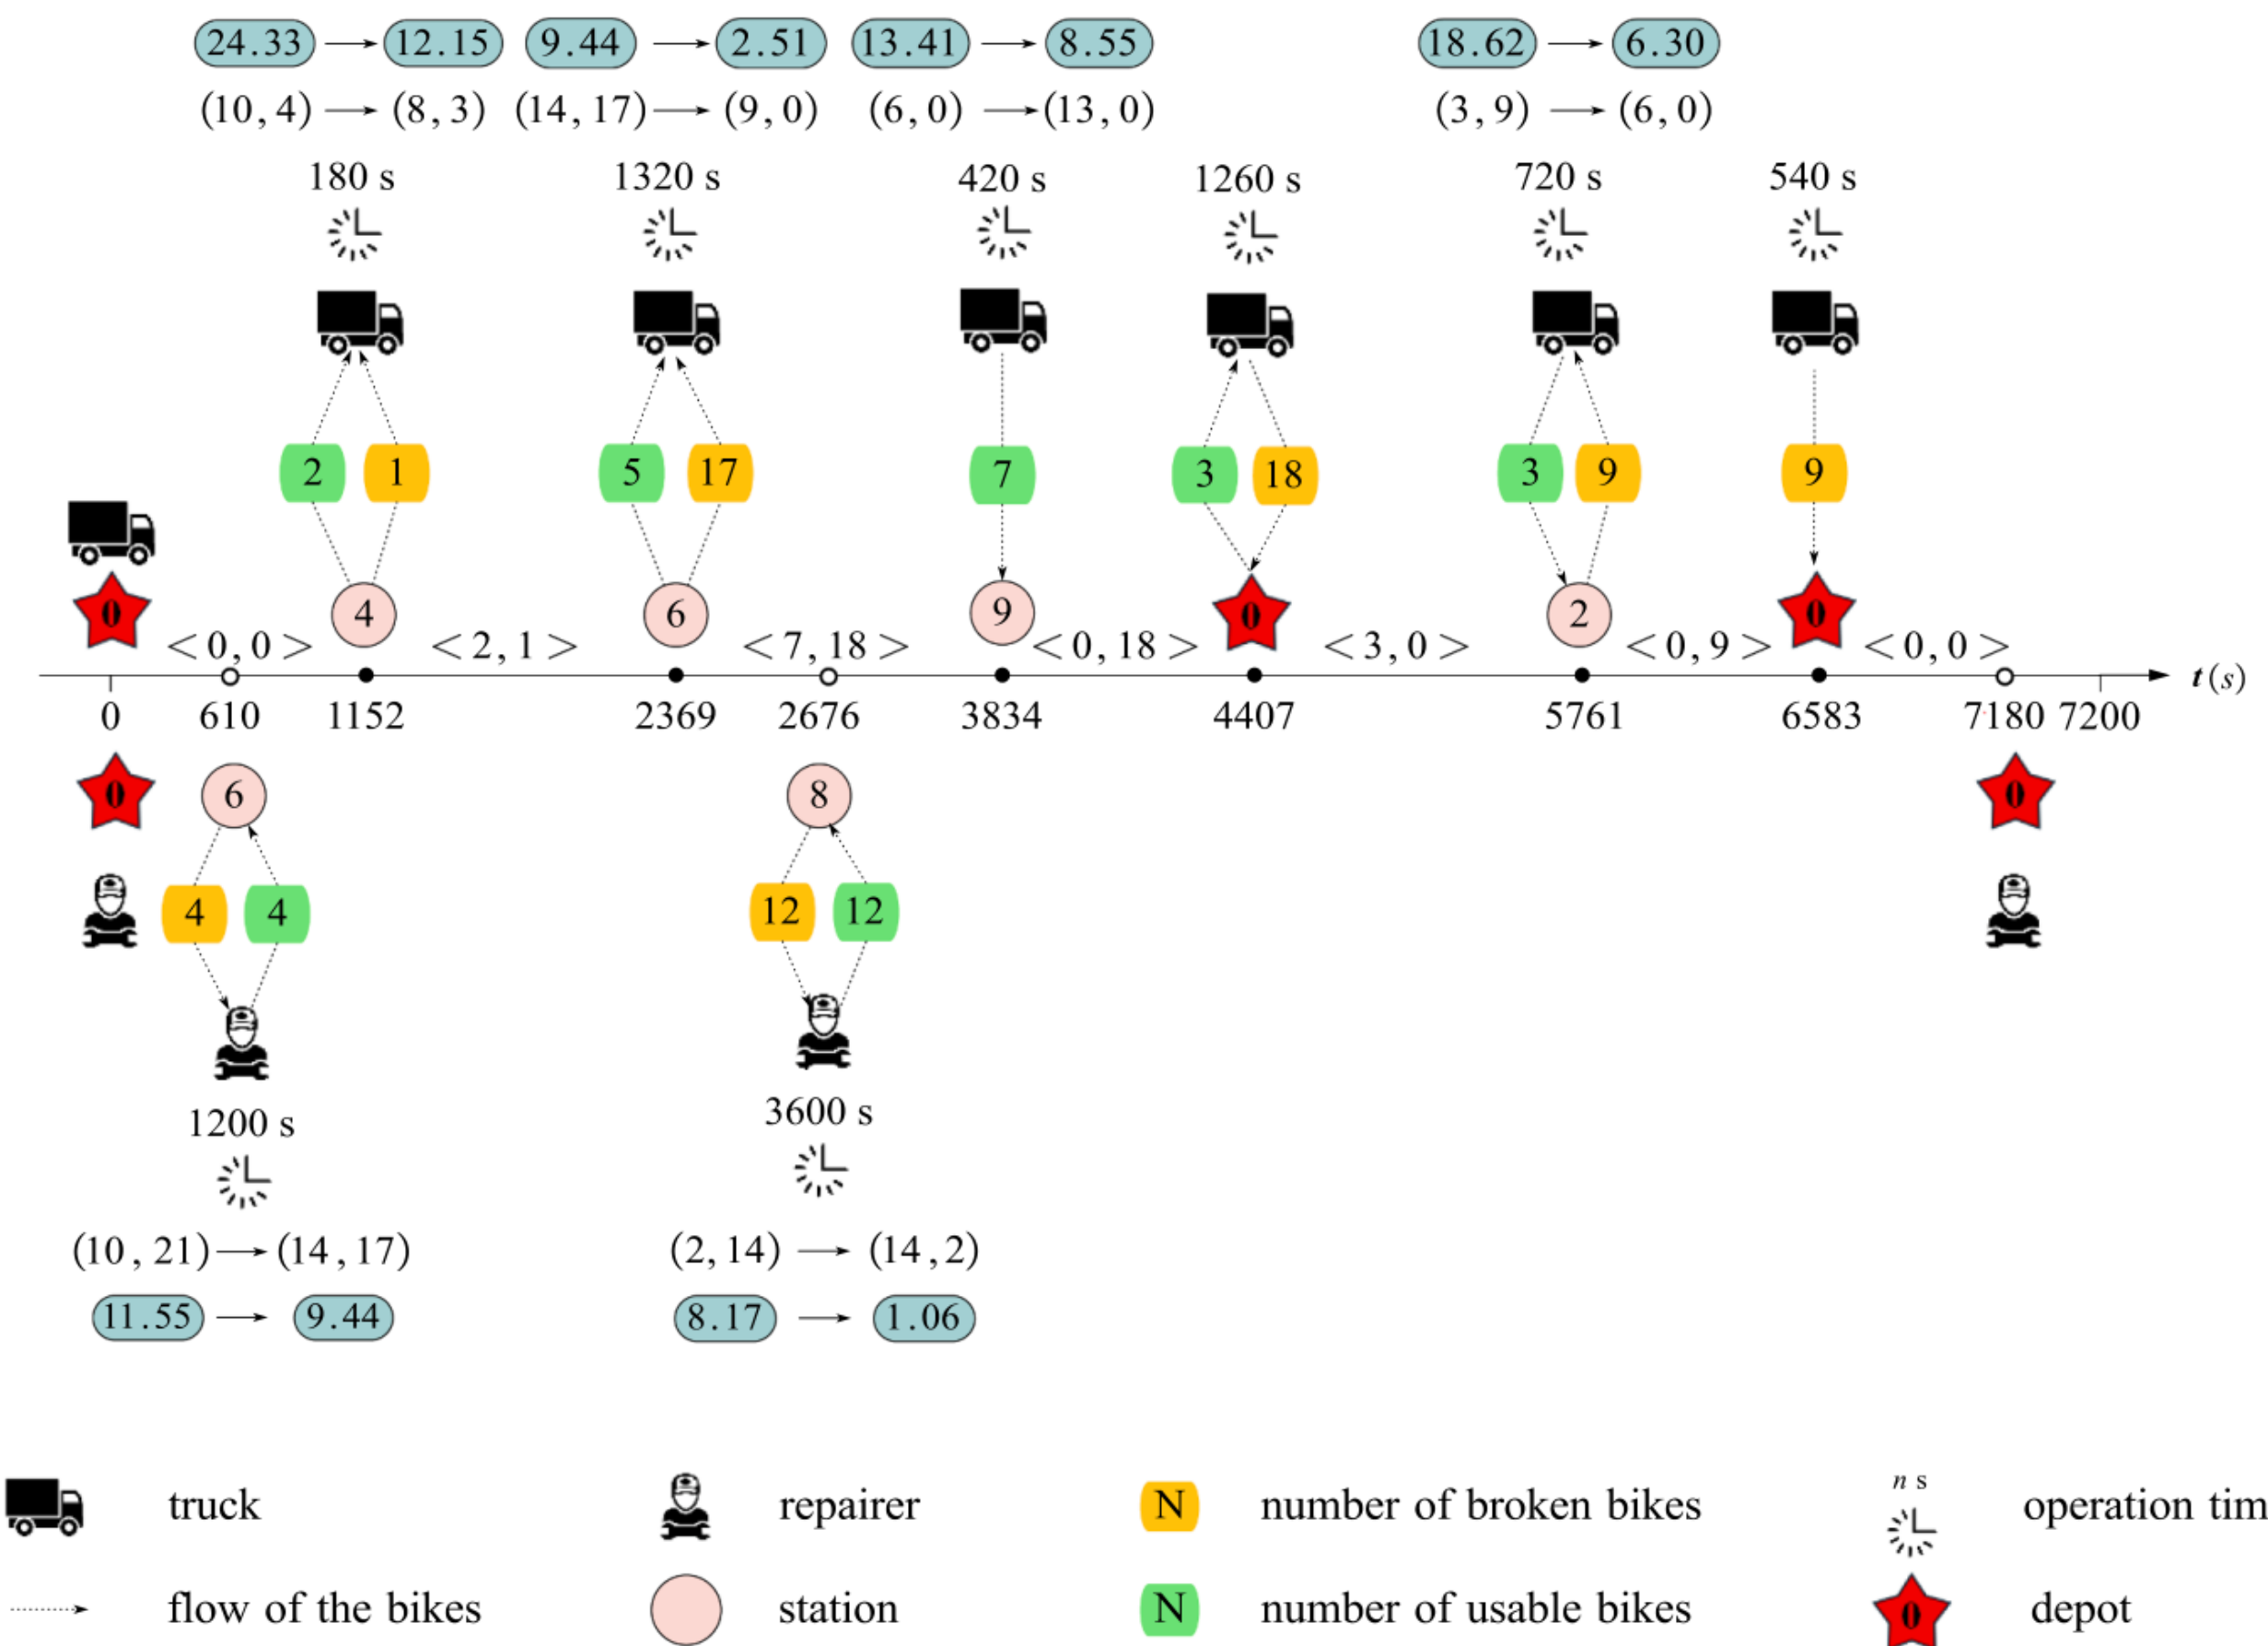 24.33 12.15 9.44 2.51 13.41 8.55 18.62 6.30
(10, 4) (8, 3) (14, 17) (9, 0) (6, 0) (13, 0) (3, 9) (6, 0)
180 s 1320 s 420 s 1260 s 720 s 540 s
2 1 5 17 7 3 18 3 9 9
0 4 6 9 0 2 0
<0, 0> <2, 1> <7, 18> <0, 18> <3, 0> <0, 9> <0, 0>
t(s)
0 610 1152 2369 2676 3834 4407 5761 6583 7180 7200
0 6 8 0
4 4 12 12
1200 s 3600 s
(10, 21) (14, 17) (2, 14) (14, 2)
11.55 9.44 8.17 1.06
truck repairer N number of broken bikes n s operation tim
flow of the bikes station N number of usable bikes 0 depot